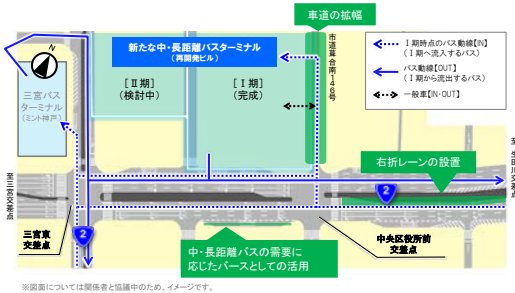 車道の拡幅
N
新たな中・長距離バスターミナル
(再開発ビル)
市道葺合南146号
Ⅰ期時点のバス動線【IN】
(Ⅰ期へ流入するバス)
バス動線【OUT】
(Ⅰ期から流出するバス)
一般車【IN・OUT】
三宮バス
ターミナル
(ミント神戸)
[Ⅱ期]
(検討中)
[Ⅰ期]
(完成)
至三宮交差点
至 生田川交差点
右折レーンの設置
2
2
三宮東
交差点
中央区役所前
交差点
中・長距離バスの需要に
応じたバースとしての活用
※図面については関係者と協議中のため、イメージです。